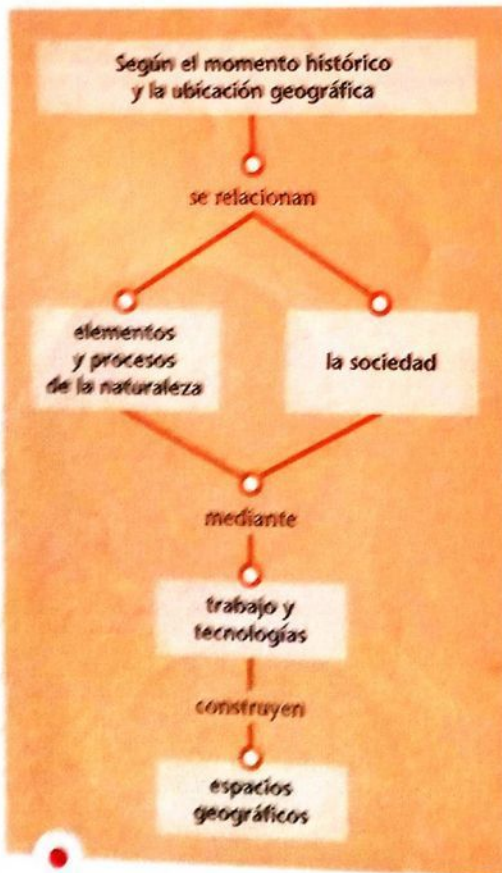 Según el momento histórico
y la ubicación geográfica
se relacionan
elementos
y procesos
de la naturaleza
la sociedad
mediante
trabajo y
tecnologías
construyen
espacios
geográficos